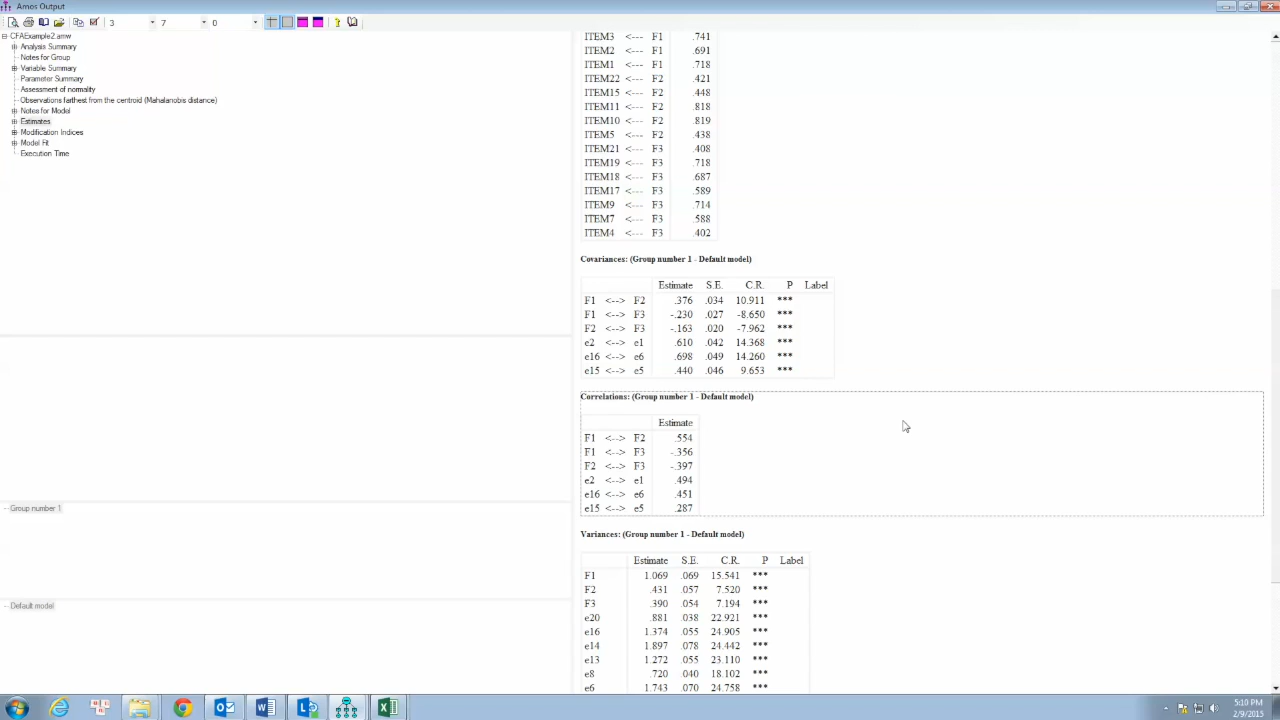 Amos Output
3 7 0
CFAExample2.amw
Analysis Summary
Notes for Group
Variable Summary
Parameter Summary
Assessment of normality
Observations farthest from the centroid (Mahalanobis distance)
Notes for Model
Estimates
Modification Indices
Model Fit
Execution Time
Group number 1
Default model
ITEM3 <--- F1 .741
ITEM2 <--- F1 .691
ITEM1 <--- F1 .718
ITEM22 <--- F2 .421
ITEM15 <--- F2 .448
ITEM11 <--- F2 .818
ITEM10 <--- F2 .819
ITEM5 <--- F2 .438
ITEM21 <--- F3 .408
ITEM19 <--- F3 .718
ITEM18 <--- F3 .687
ITEM17 <--- F3 .589
ITEM9 <--- F3 .714
ITEM7 <--- F3 .588
ITEM4 <--- F3 .402
Covariances: (Group number 1 - Default model)
Estimate S.E. C.R. P Label
F1 <--> F2 .376 .034 10.911 ***
F1 <--> F3 -.230 .027 -8.650 ***
F2 <--> F3 -.163 .020 -7.962 ***
e2 <--> e1 .610 .042 14.368 ***
e16 <--> e6 .698 .049 14.260 ***
e15 <--> e5 .440 .046 9.653 ***
Correlations: (Group number 1 - Default model)
Estimate
F1 <--> F2 .554
F1 <--> F3 -.356
F2 <--> F3 -.397
e2 <--> e1 .494
e16 <--> e6 .451
e15 <--> e5 .287
Variances: (Group number 1 - Default model)
Estimate S.E. C.R. P Label
F1 1.069 .069 15.541 ***
F2 .431 .057 7.520 ***
F3 .390 .054 7.194 ***
e20 .881 .038 22.921 ***
e16 1.374 .055 24.905 ***
e14 1.897 .078 24.442 ***
e13 1.272 .055 23.110 ***
e8 .720 .040 18.102 ***
e6 1.743 .070 24.758 ***
5:10 PM
2/9/2015